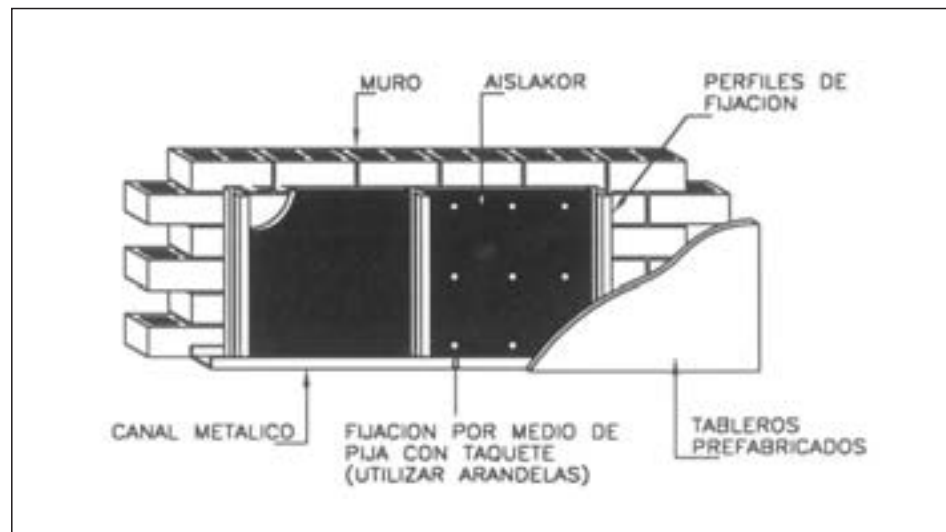 MURO
AISLAKOR
PERFILES DE
FIJACION
CANAL METALICO
FIJACION POR MEDIO DE
PIJA CON TAQUETE
(UTILIZAR ARANDELAS)
TABLEROS
PREFABRICADOS